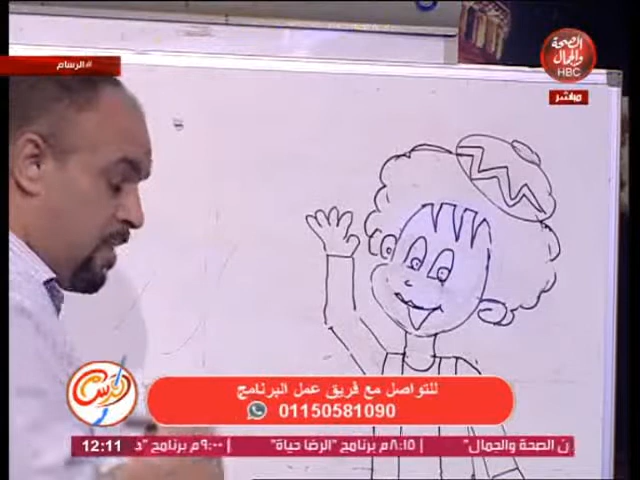 الصحة
والجمال
HBC
مباشر
#الرسام
للتواصل مع فريق عمل البرنامج
01150581090
12:11
ن الصحة والجمال" | ١:١٥م برنامج "الرضا حياة" | ٩:٠٠م برنامج "د